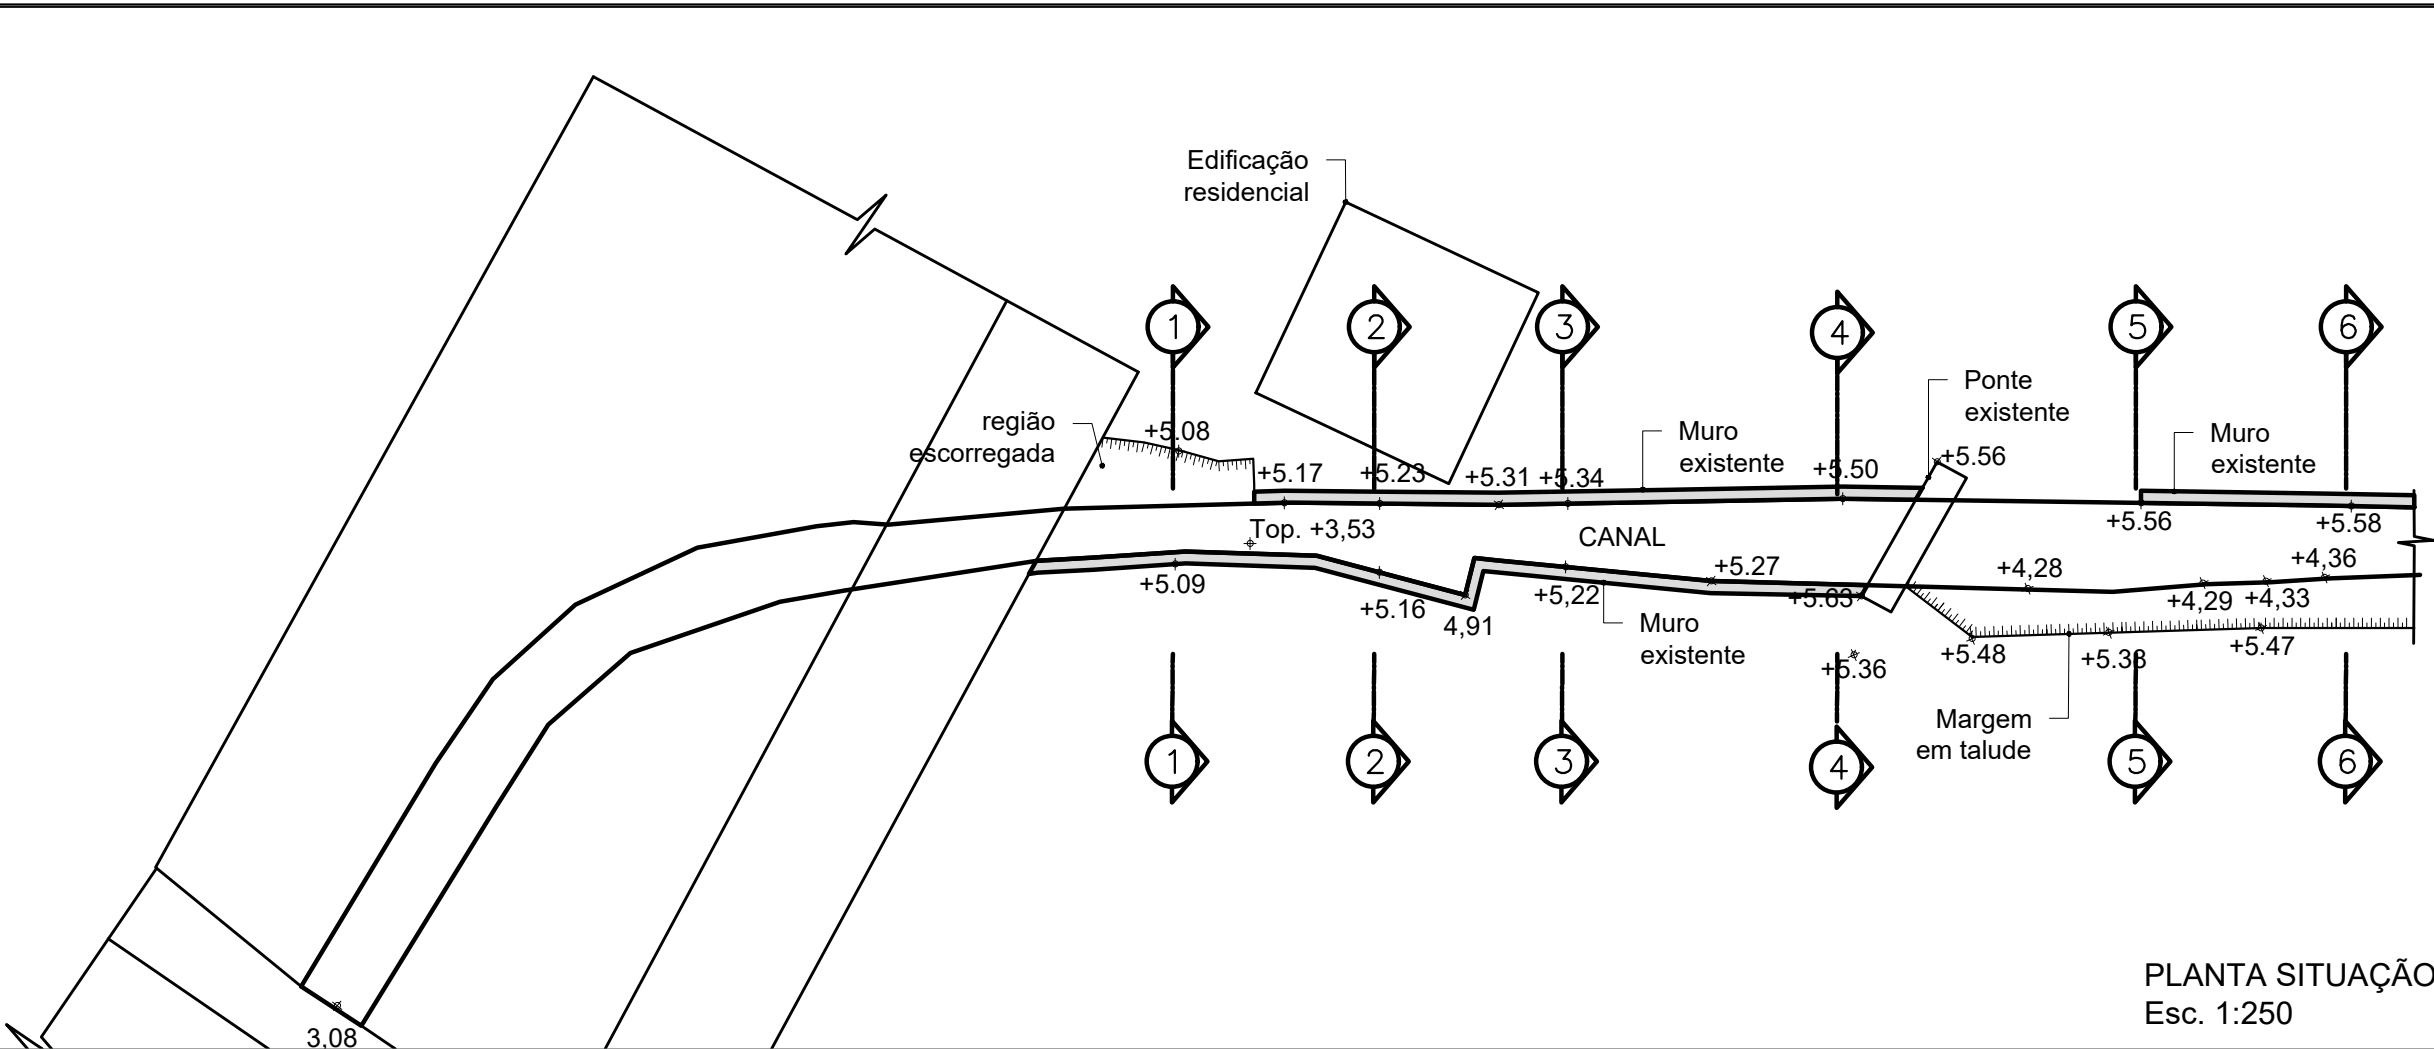 Edificação
residencial
1
2
3
4
5
6
Ponte
existente
região
escorregada
+5.08
Muro
existente
Muro
existente
+5.17
+5.23
+5.31
+5.34
+5.50
+5.56
Top. +3,53
CANAL
+5.56
+5.58
+5.09
+5.16
4,91
+5,22
+5.27
+5.63
+4,28
+4,29
+4,33
+4,36
Muro
existente
+5.36
+5.48
+5.38
+5.47
Margem
em talude
1
2
3
4
5
6
3,08
PLANTA SITUAÇÃO
Esc. 1:250